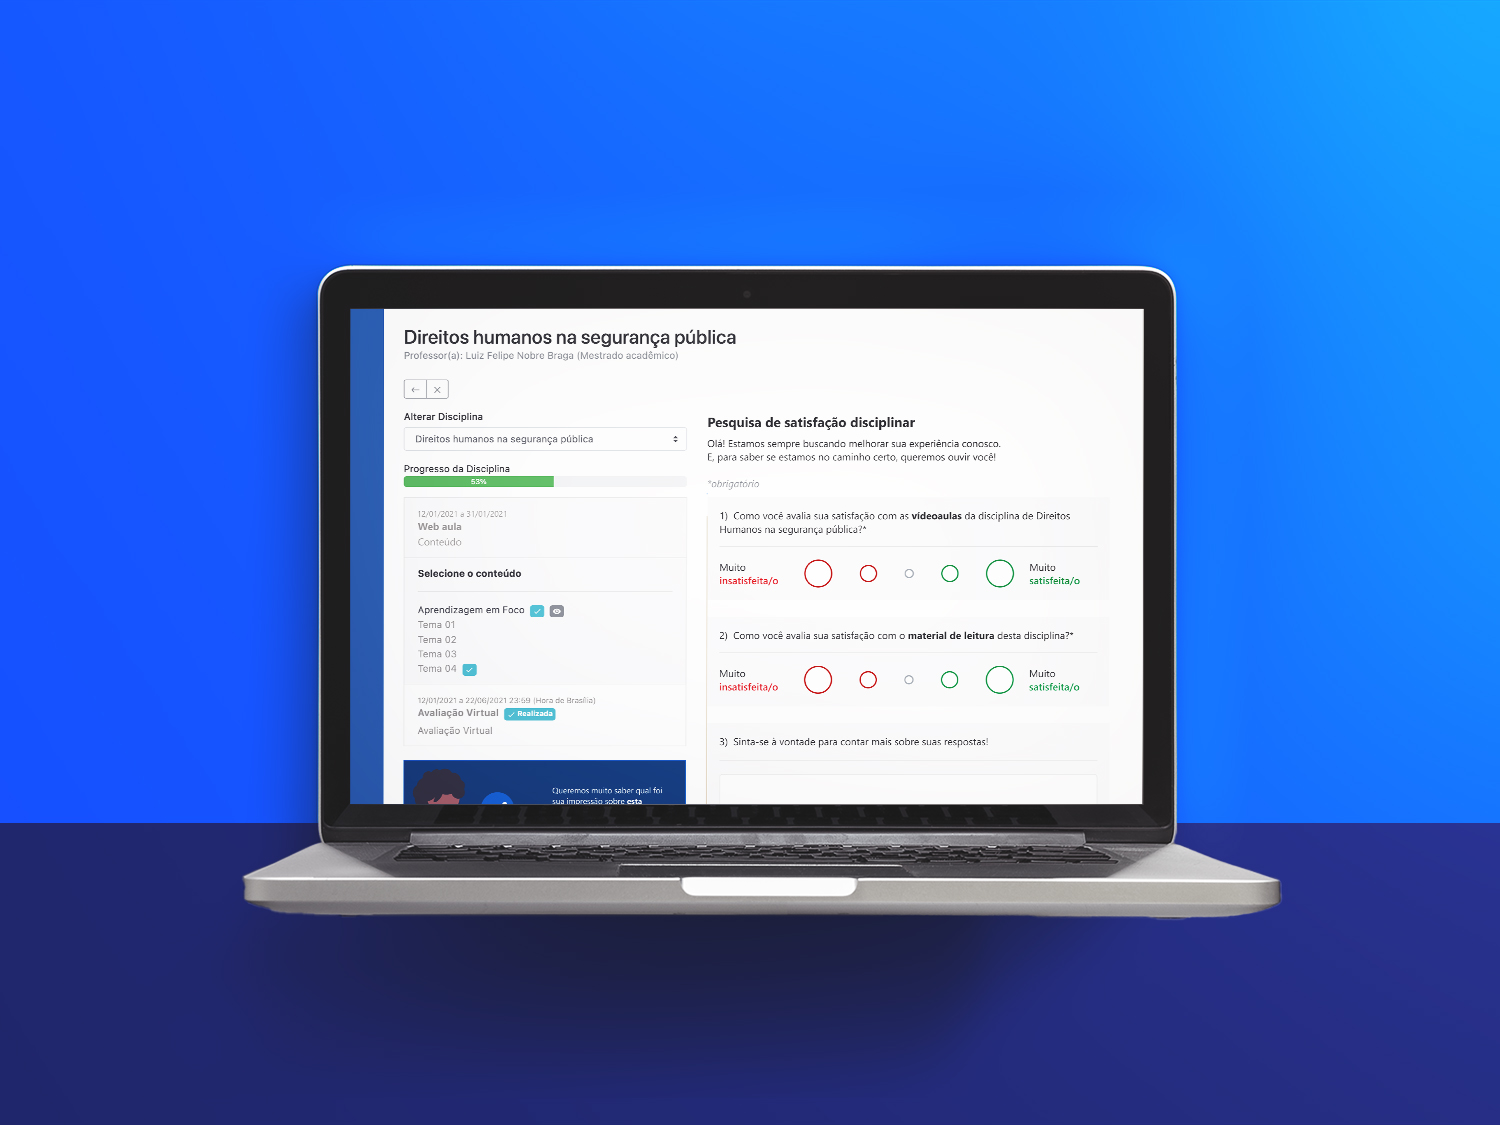 Direitos humanos na segurança pública
Professor(a): Luiz Felipe Nobre Braga (Mestrado acadêmico)
Alterar Disciplina
Direitos humanos na segurança pública
Progresso da Disciplina
53%
12/01/2021 a 31/01/2021
Web aula
Conteúdo
Selecione o conteúdo
Aprendizagem em Foco
Tema 01
Tema 02
Tema 03
Tema 04
12/01/2021 a 22/06/2021 23:59 (Hora de Brasília)
Avaliação Virtual Realizada
Avaliação Virtual
Queremos muito saber qual foi
sua impressão sobre esta
Pesquisa de satisfação disciplinar
Olá! Estamos sempre buscando melhorar sua experiência conosco.
E, para saber se estamos no caminho certo, queremos ouvir você!
*obrigatório
1) Como você avalia sua satisfação com as vídeoaulas da disciplina de Direitos
Humanos na segurança pública?*
Muito
insatisfeita/o
Muito
satisfeita/o
2) Como você avalia sua satisfação com o material de leitura desta disciplina?*
Muito
insatisfeita/o
Muito
satisfeita/o
3) Sinta-se à vontade para contar mais sobre suas respostas!